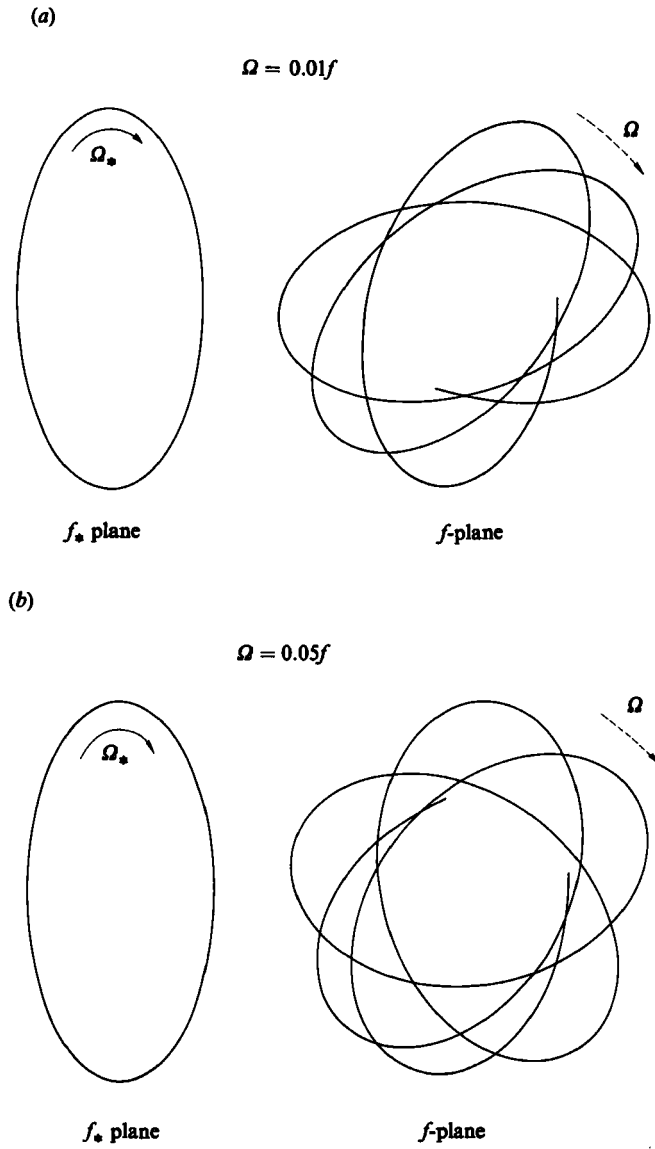 (a)
Ω = 0.01f
Ω*
Ω
f* plane
f-plane
(b)
Ω = 0.05f
Ω*
Ω
f* plane
f-plane